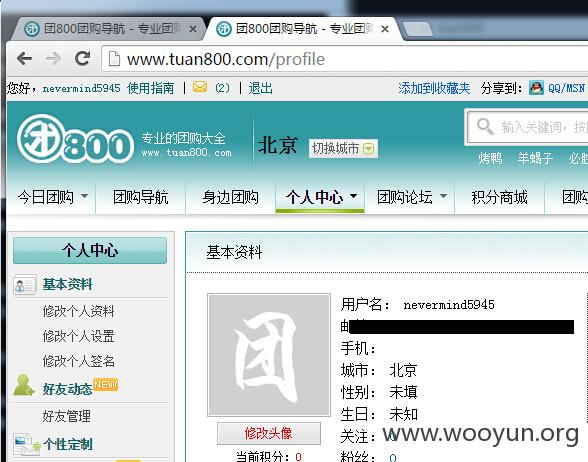 团800团购导航 - 专业团购
团800团购导航 - 专业团购
www.tuan800.com/profile
您好，nevermind5945 使用指南 | (2) | 退出
添加到收藏夹 分享到： QQ/MSN
团800 专业的团购大全
www.tuan800.com
北京 切换城市
输入关键词，按
烤鸭 羊蝎子 必胜
今日团购 团购导航 身边团购 个人中心 团购论坛 积分商城 团购
个人中心
基本资料
修改个人资料
修改个人设置
修改个人签名
好友动态 NEW
好友管理
个性定制
基本资料
团
修改头像
当前积分：0
用户名： nevermind5945
手机：
城市： 北京
性别： 未填
生日： 未知
关注： 0
粉丝： 0
www.wooyun.org